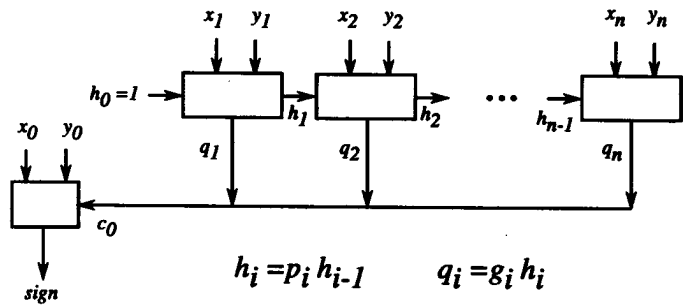 x1 y1 x2 y2 xn yn
h0 =1 h1 h2 ... hn-1
x0 y0 q1 q2 qn
c0
hi =pi hi-1 qi =gi hi
sign